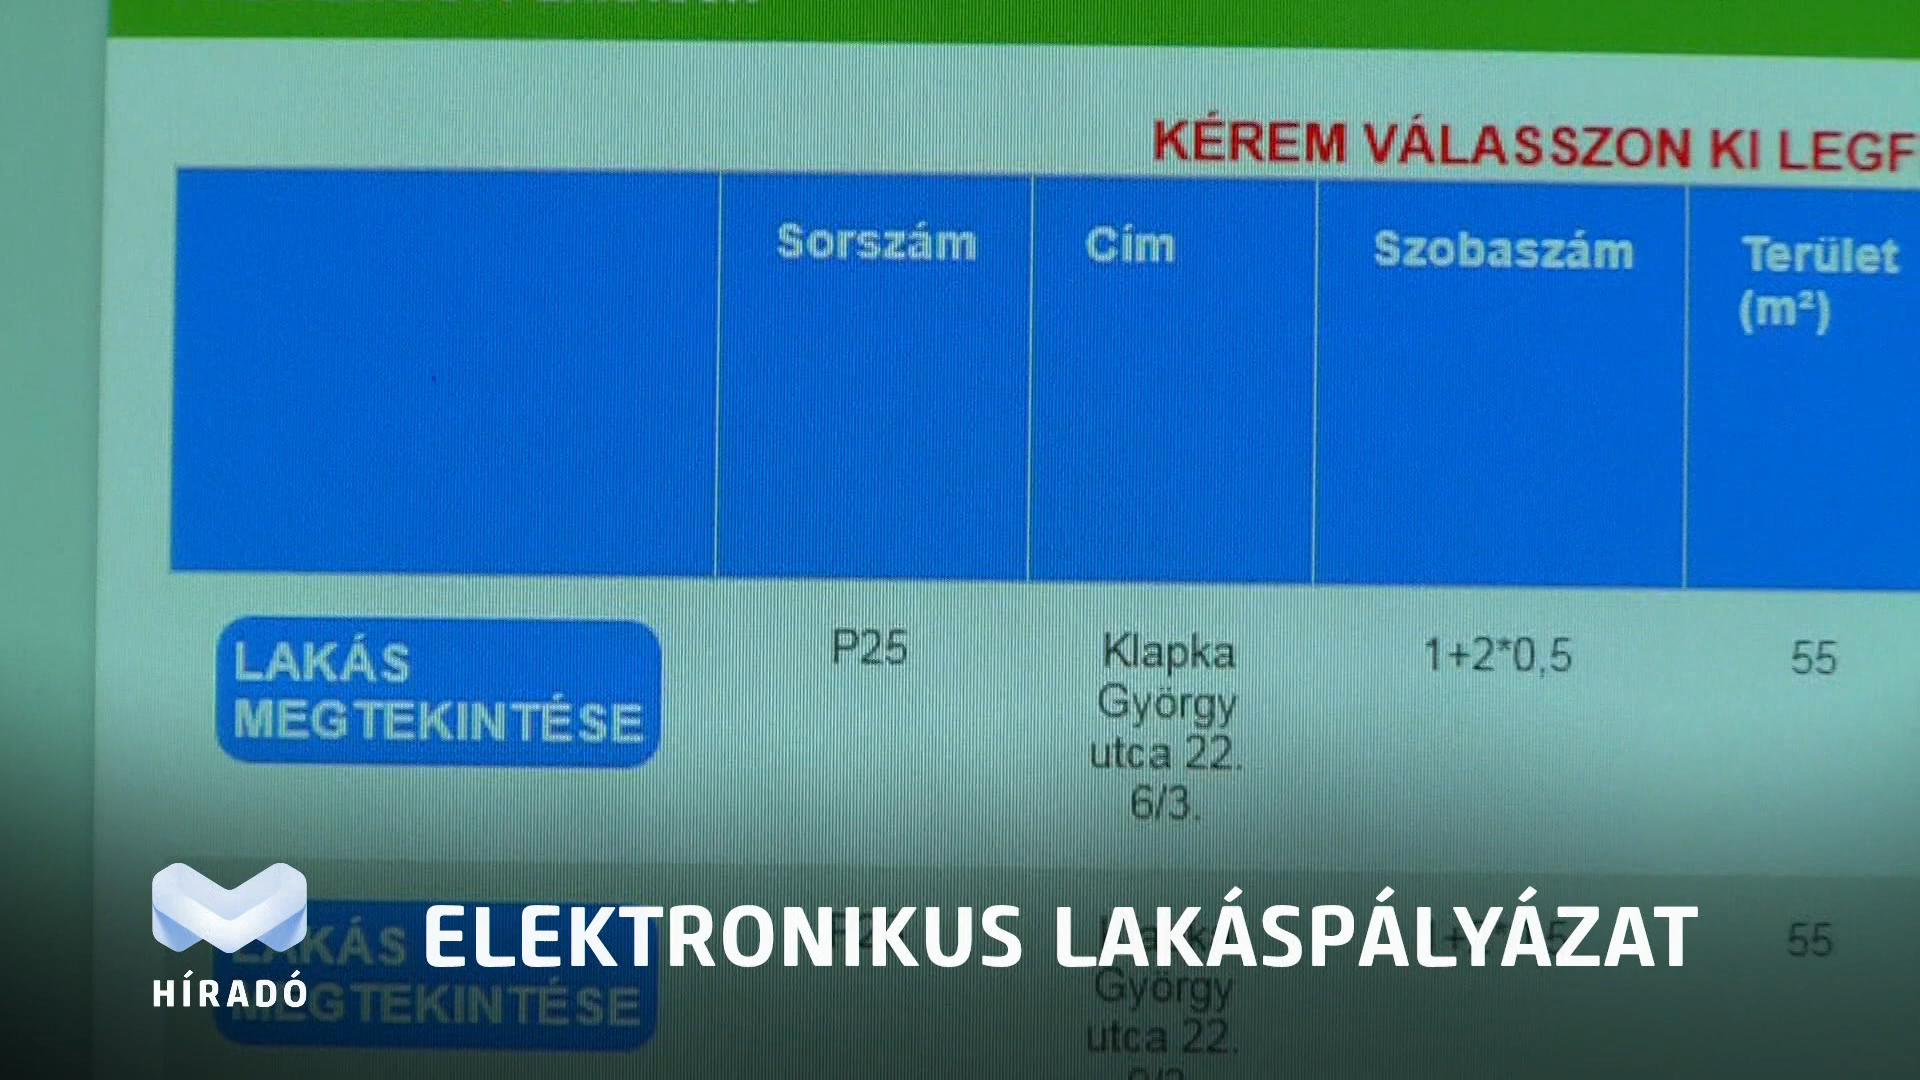 KÉREM VÁLASSZON KI LEGF
Sorszám
Cím
Szobaszám
Terület
(m²)
LAKÁS
MEGTEKINTÉSE
P25
Klapka
György
utca 22.
6/3.
1+2*0,5
55
ELEKTRONIKUS LAKÁSPÁLYÁZAT
HÍRADÓ
LAKÁS
MEGTEKINTÉSE
György
utca 22.
55